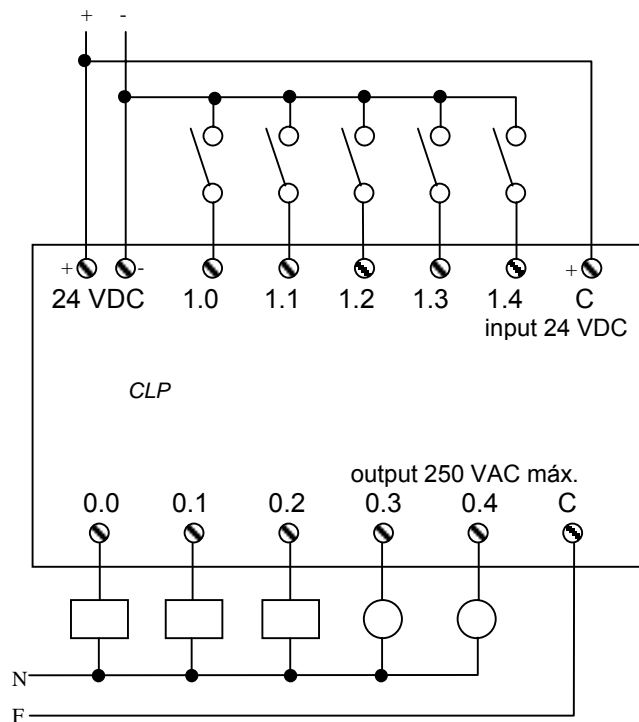 + -
+ -
24 VDC 1.0 1.1 1.2 1.3 1.4 + C
input 24 VDC
CLP
output 250 VAC máx.
0.0 0.1 0.2 0.3 0.4 C
N
F